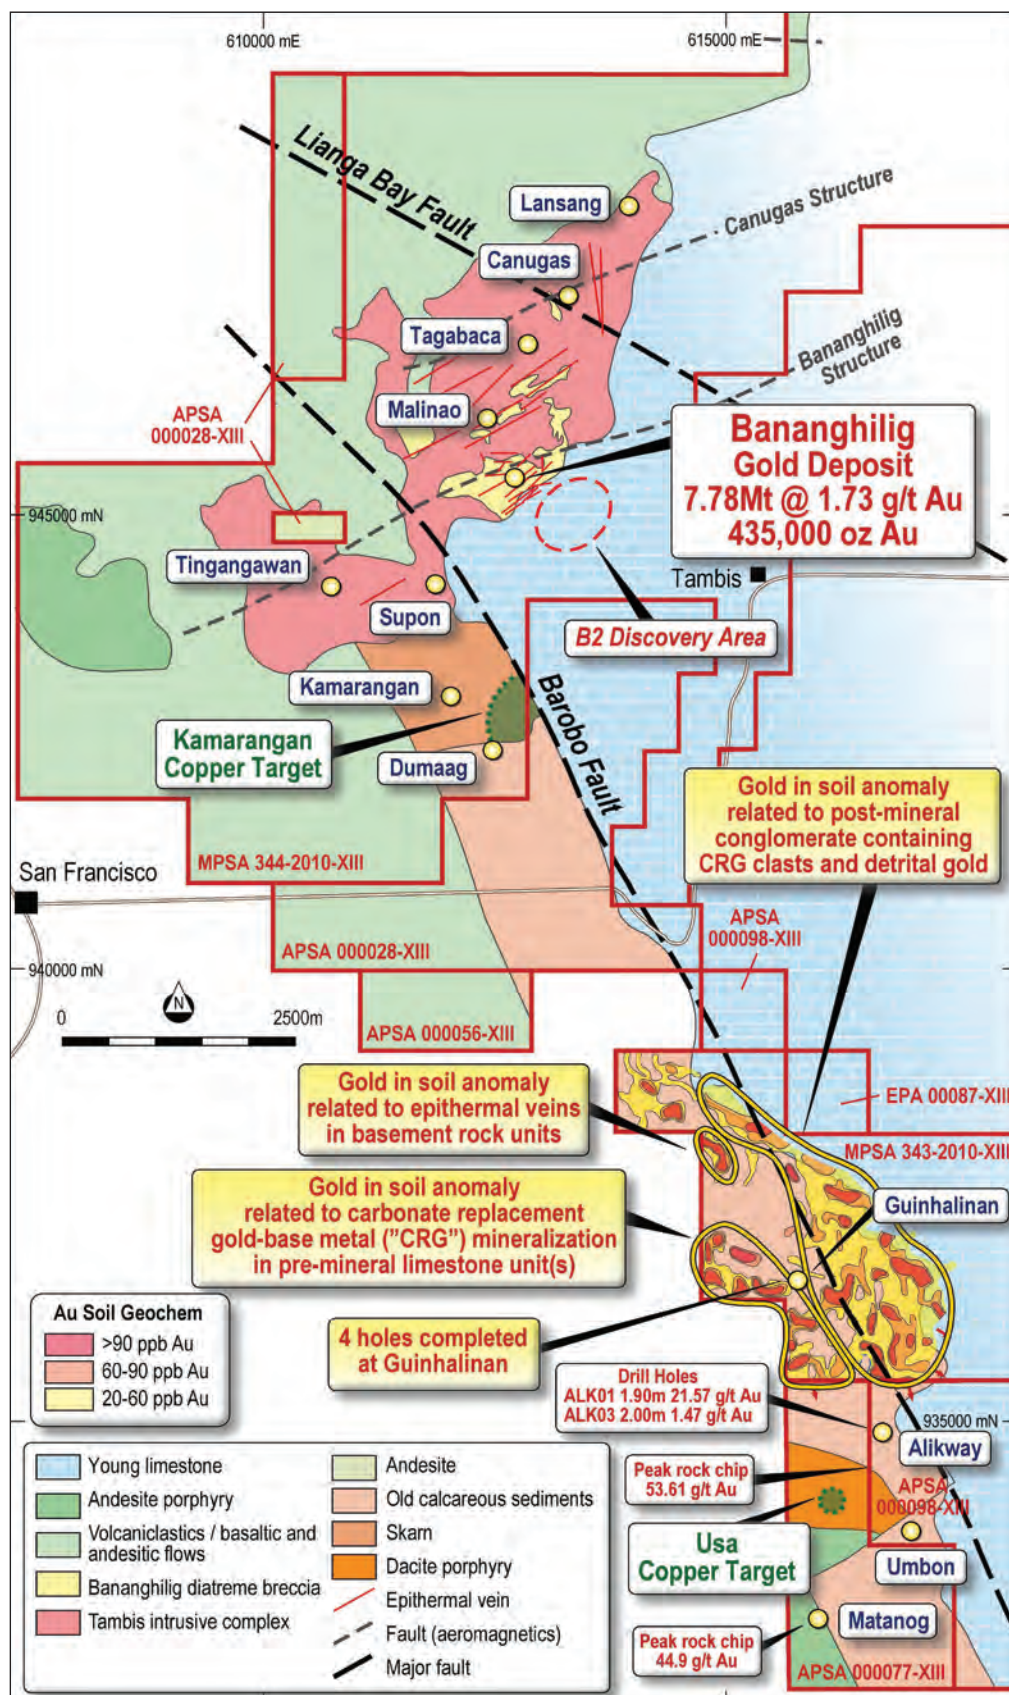 610000 mE
615000 mE
Lianga Bay Fault
Lansang
Canugas Structure
Canugas
Tagabaca
Bananghilig
Structure
APSA
000028-XIII
Malinao
Bananghilig
Gold Deposit
7.78Mt @ 1.73 g/t Au
435,000 oz Au
945000 mN
Tingangawan
Tambis
Supon
B2 Discovery Area
Kamarangan
Barobo Fault
Kamarangan
Copper Target
Dumaag
Gold in soil anomaly
related to post-mineral
conglomerate containing
CRG clasts and detrital gold
MPSA 344-2010-XIII
San Francisco
APSA
000098-XIII
APSA 000028-XIII
940000 mN
N
0
2500m
APSA 000056-XIII
Gold in soil anomaly
related to epithermal veins
in basement rock units
EPA 00087-XIII
MPSA 343-2010-XIII
Guinhalinan
Gold in soil anomaly
related to carbonate replacement
gold-base metal ("CRG") mineralization
in pre-mineral limestone unit(s)
Au Soil Geochem
>90 ppb Au
60-90 ppb Au
20-60 ppb Au
4 holes completed
at Guinhalinan
Drill Holes
ALK01 1.90m 21.57 g/t Au
ALK03 2.00m 1.47 g/t Au
935000 mN
Alikway
Peak rock chip
53.61 g/t Au
APSA
000098-XIII
Usa
Copper Target
Umbon
Matanog
Peak rock chip
44.9 g/t Au
APSA 000077-XIII
Young limestone
Andesite porphyry
Volcaniclastics / basaltic and
andesitic flows
Bananghilig diatreme breccia
Tambis intrusive complex
Andesite
Old calcareous sediments
Skarn
Dacite porphyry
Epithermal vein
Fault (aeromagnetics)
Major fault